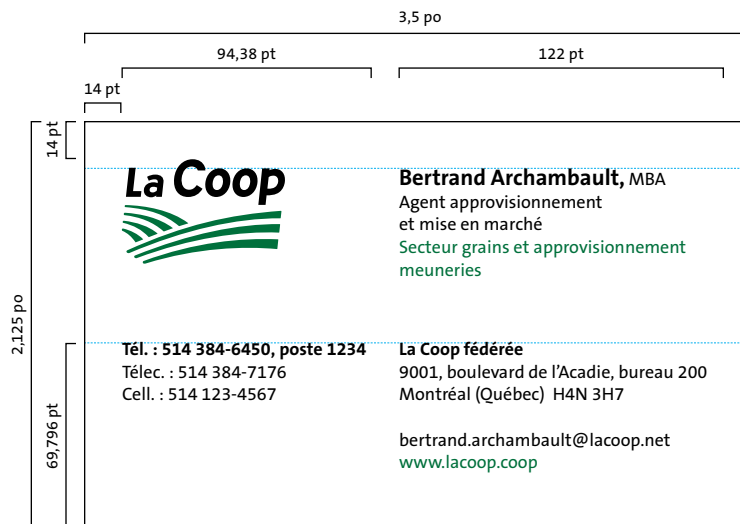 3,5 po
94,38 pt
122 pt
14 pt
14 pt
2,125 po
69,796 pt
La Coop
Bertrand Archambault, MBA
Agent approvisionnement
et mise en marché
Secteur grains et approvisionnement
meuneries
Tél. : 514 384-6450, poste 1234
Télec. : 514 384-7176
Cell. : 514 123-4567
La Coop fédérée
9001, boulevard de l’Acadie, bureau 200
Montréal (Québec)  H4N 3H7
bertrand.archambault@lacoop.net
www.lacoop.coop